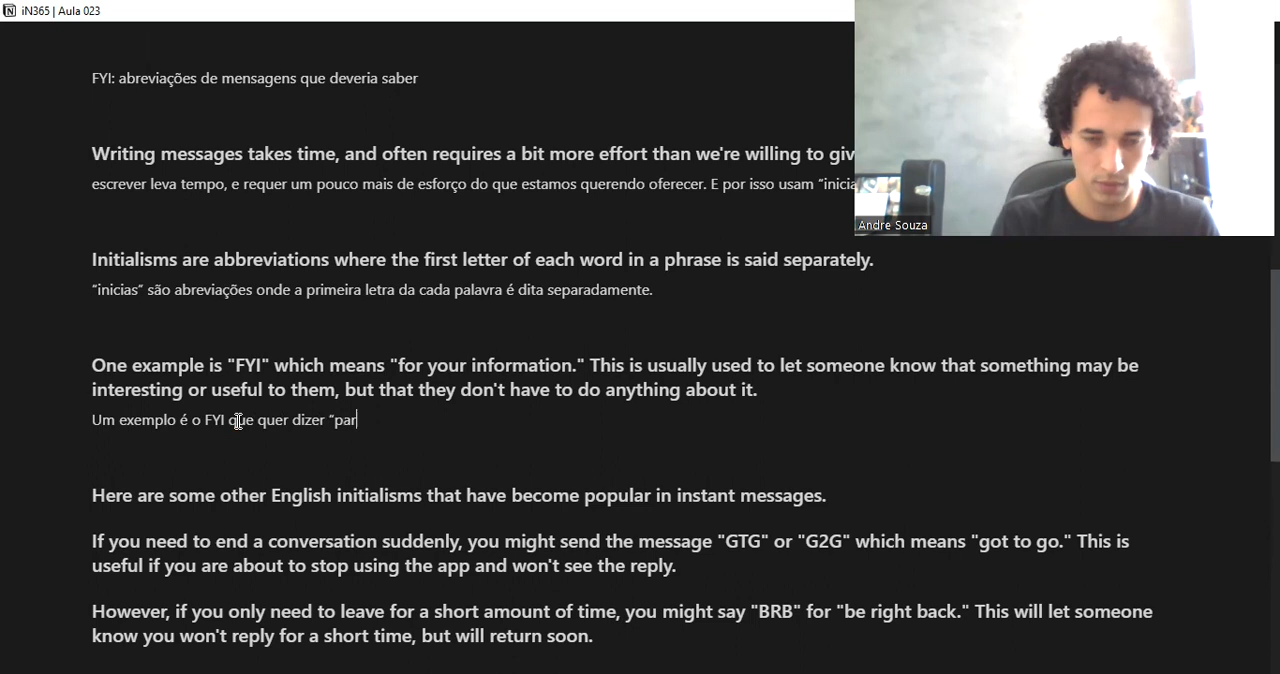 iN365 | Aula 023
FYI: abreviações de mensagens que deveria saber
Writing messages takes time, and often requires a bit more effort than we're willing to giv
escrever leva tempo, e requer um pouco mais de esforço do que estamos querendo oferecer. E por isso usam “inicia
Andre Souza
Initialisms are abbreviations where the first letter of each word in a phrase is said separately.
“inicias” são abreviações onde a primeira letra da cada palavra é dita separadamente.
One example is "FYI" which means "for your information." This is usually used to let someone know that something may be
interesting or useful to them, but that they don't have to do anything about it.
Um exemplo é o FYI que quer dizer “par
Here are some other English initialisms that have become popular in instant messages.
If you need to end a conversation suddenly, you might send the message "GTG" or "G2G" which means "got to go." This is
useful if you are about to stop using the app and won't see the reply.
However, if you only need to leave for a short amount of time, you might say "BRB" for "be right back." This will let someone
know you won't reply for a short time, but will return soon.